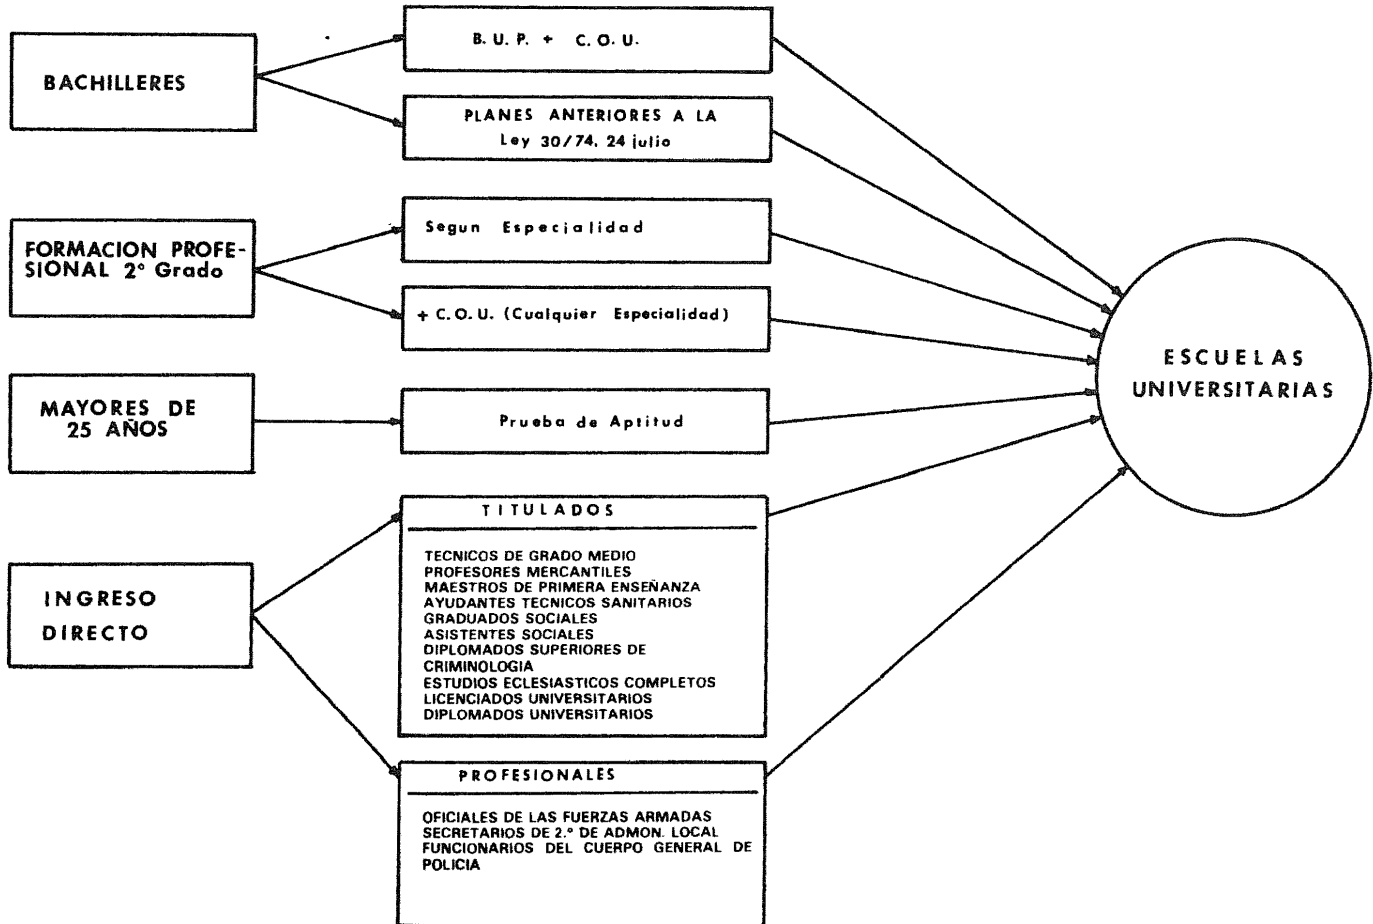 BACHILLERES
B. U. P. + C. O. U.
PLANES ANTERIORES A LA
Ley 30/74. 24 julio
FORMACION PROFE-
SIONAL 2° Grado
Segun Especialidad
+ C.O.U. (Cualquier Especialidad)
MAYORES DE
25 AÑOS
Prueba de Aptitud
INGRESO
DIRECTO
TITULADOS
TECNICOS DE GRADO MEDIO
PROFESORES MERCANTILES
MAESTROS DE PRIMERA ENSEÑANZA
AYUDANTES TECNICOS SANITARIOS
GRADUADOS SOCIALES
ASISTENTES SOCIALES
DIPLOMADOS SUPERIORES DE
CRIMINOLOGIA
ESTUDIOS ECLESIASTICOS COMPLETOS
LICENCIADOS UNIVERSITARIOS
DIPLOMADOS UNIVERSITARIOS
PROFESIONALES
OFICIALES DE LAS FUERZAS ARMADAS
SECRETARIOS DE 2.° DE ADMON. LOCAL
FUNCIONARIOS DEL CUERPO GENERAL DE
POLICIA
ESCUELAS
UNIVERSITARIAS